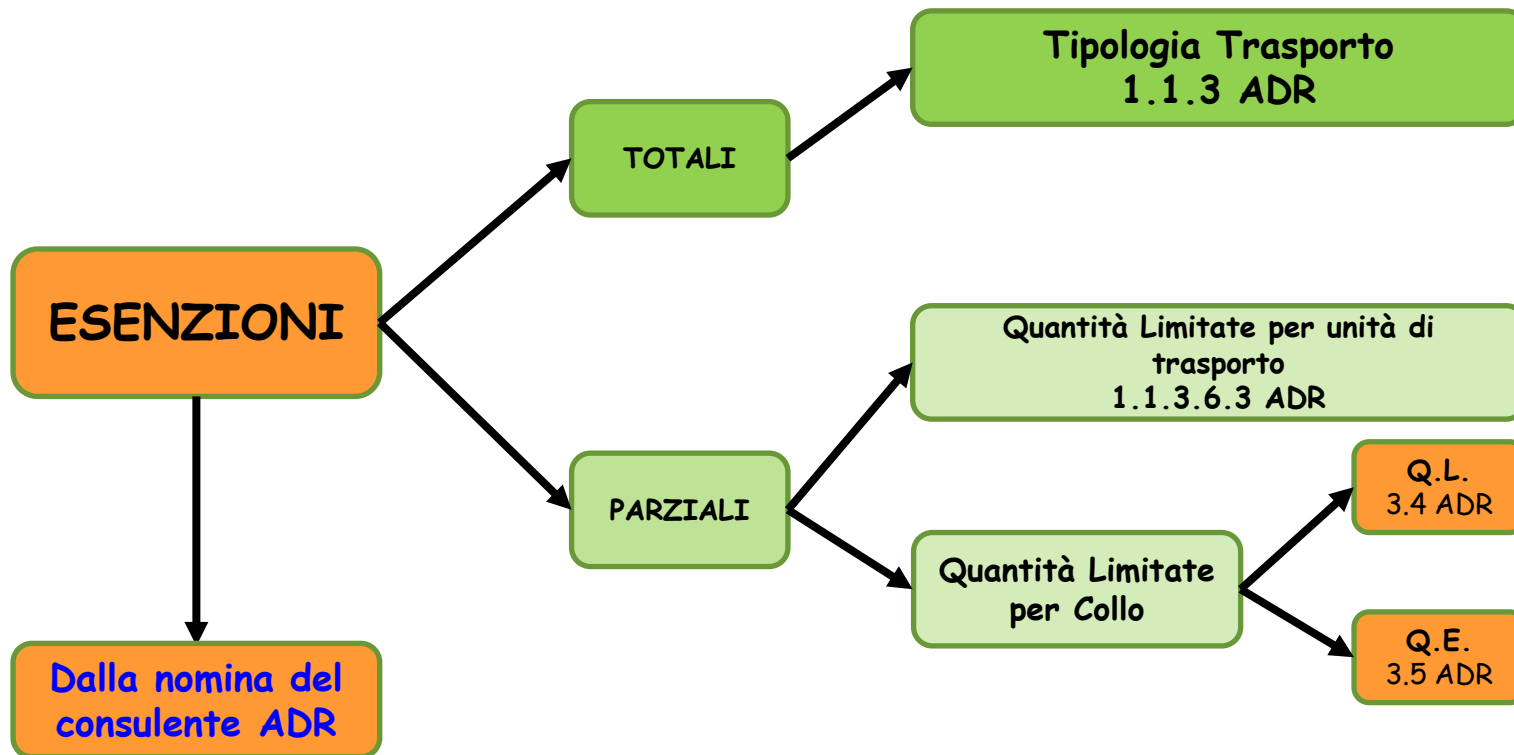 Tipologia Trasporto
1.1.3 ADR
TOTALI
ESENZIONI
Quantità Limitate per unità di
trasporto
1.1.3.6.3 ADR
PARZIALI
Quantità Limitate
per Collo
Q.L.
3.4 ADR
Q.E.
3.5 ADR
Dalla nomina del
consulente ADR